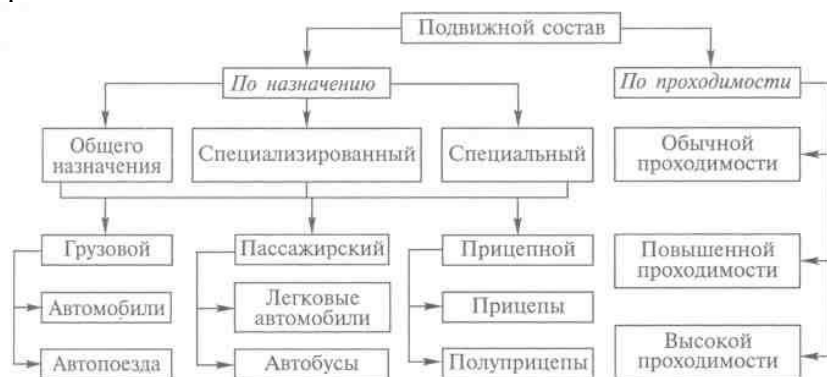 Подвижной состав
По назначению
По проходимости
Общего
назначения
Специализированный
Специальный
Обычной
проходимости
Грузовой
Пассажирский
Прицепной
Повышенной
проходимости
Автомобили
Легковые
автомобили
Прицепы
Автопоезда
Автобусы
Полуприцепы
Высокой
проходимости